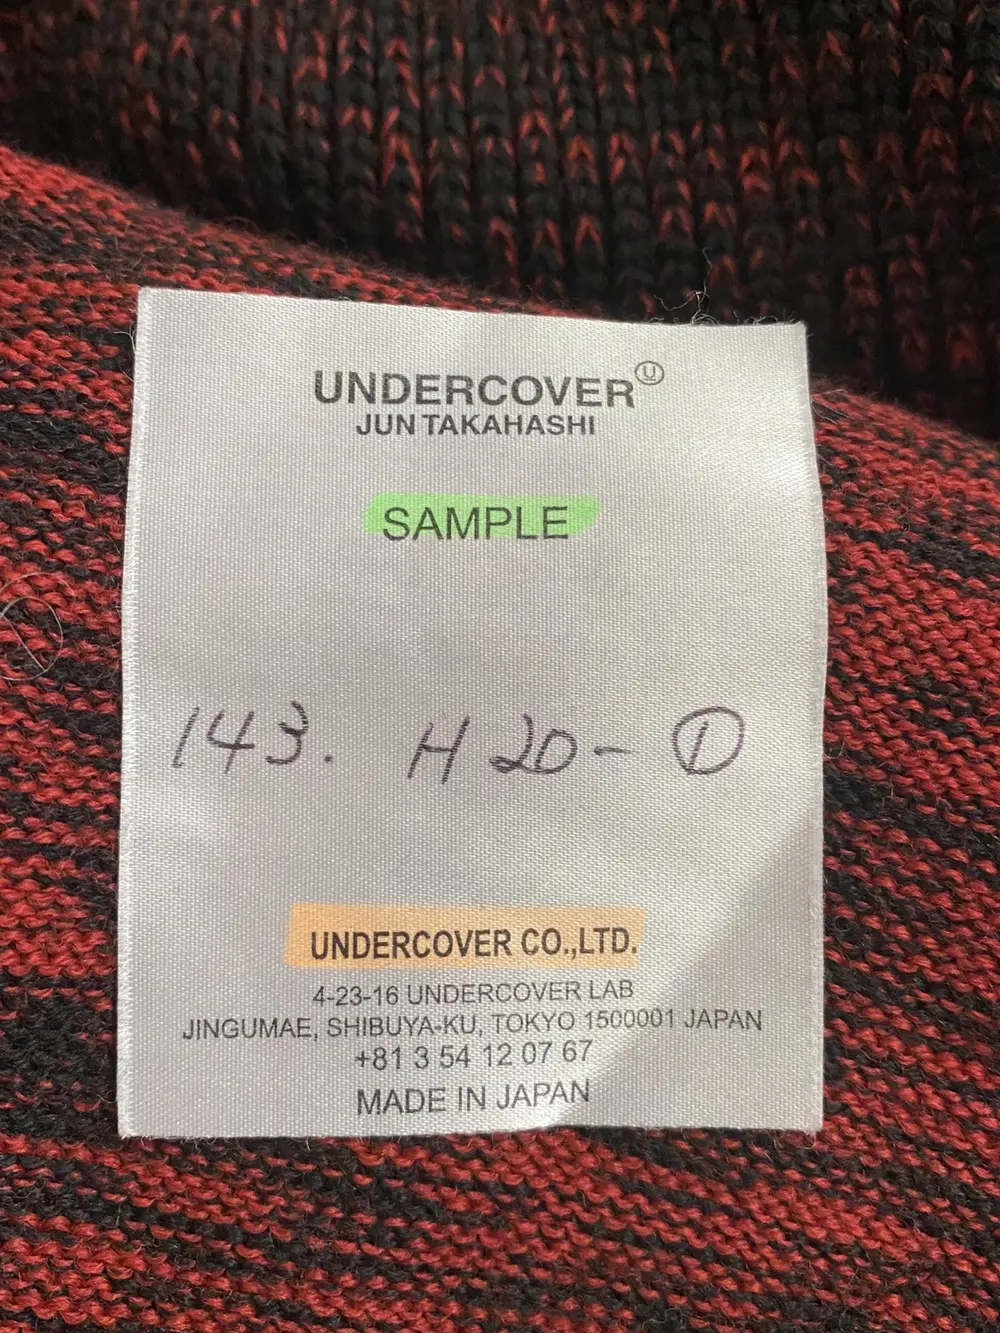 UNDERCOVER Ⓤ
JUN TAKAHASHI
SAMPLE
143. H20-①
UNDERCOVER CO.,LTD.
4-23-16 UNDERCOVER LAB
JINGUMAE, SHIBUYA-KU, TOKYO 1500001 JAPAN
+81 3 54 12 07 67
MADE IN JAPAN